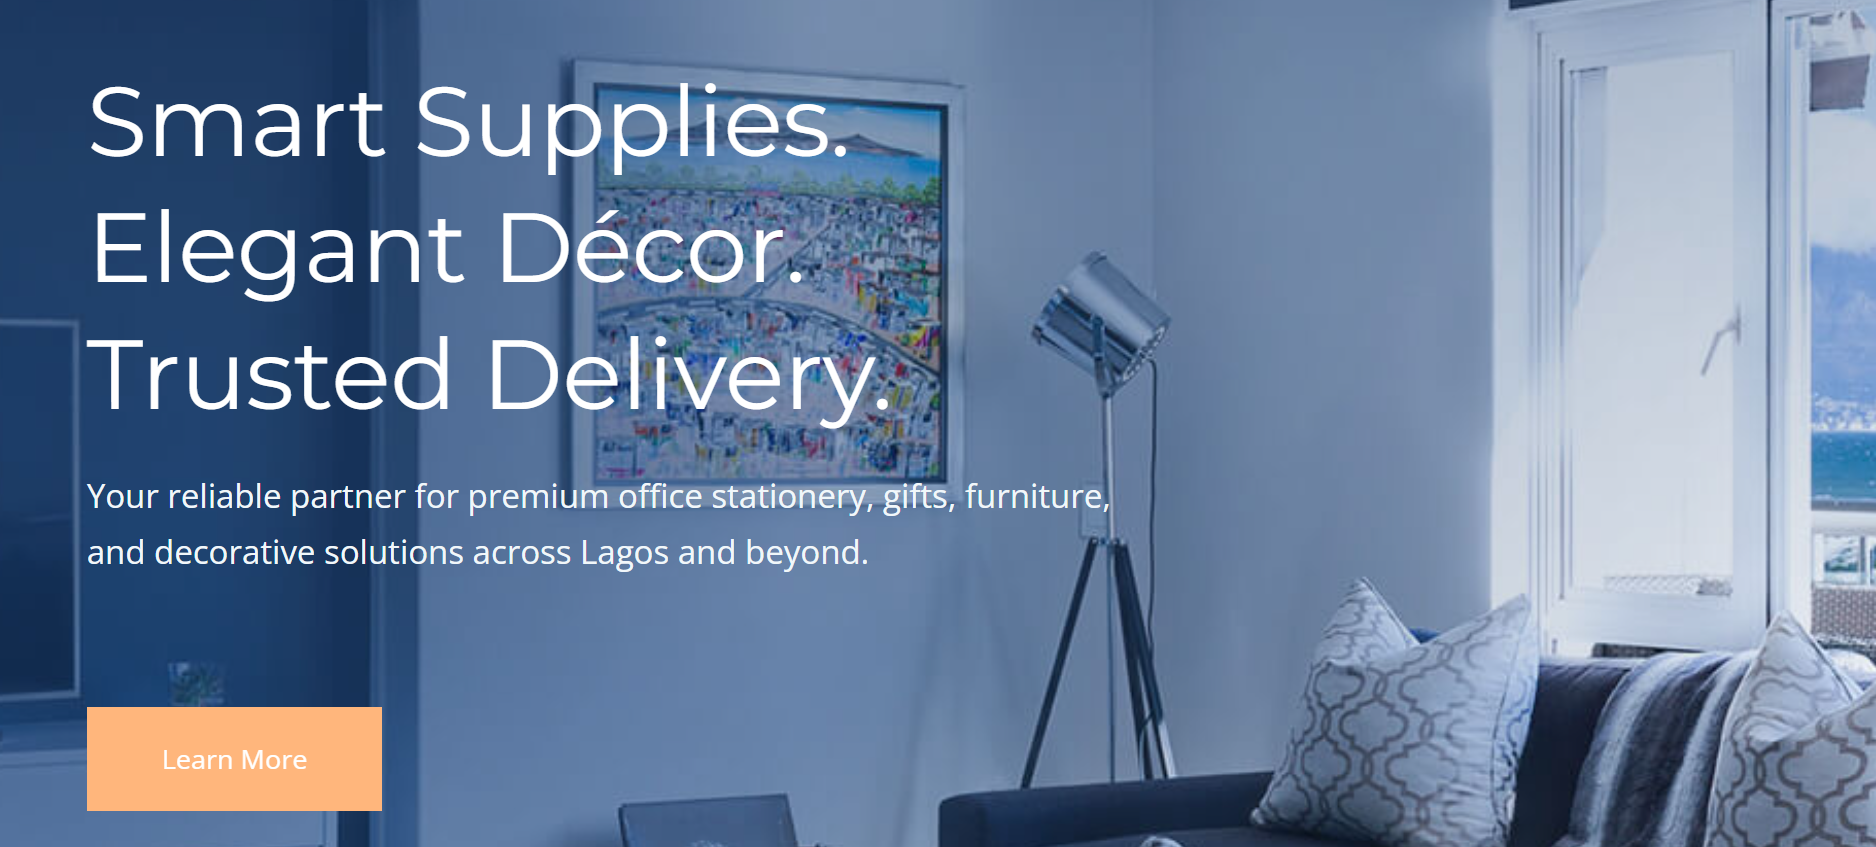 Smart Supplies.
Elegant Décor.
Trusted Delivery.
Your reliable partner for premium office stationery, gifts, furniture,
and decorative solutions across Lagos and beyond.
Learn More